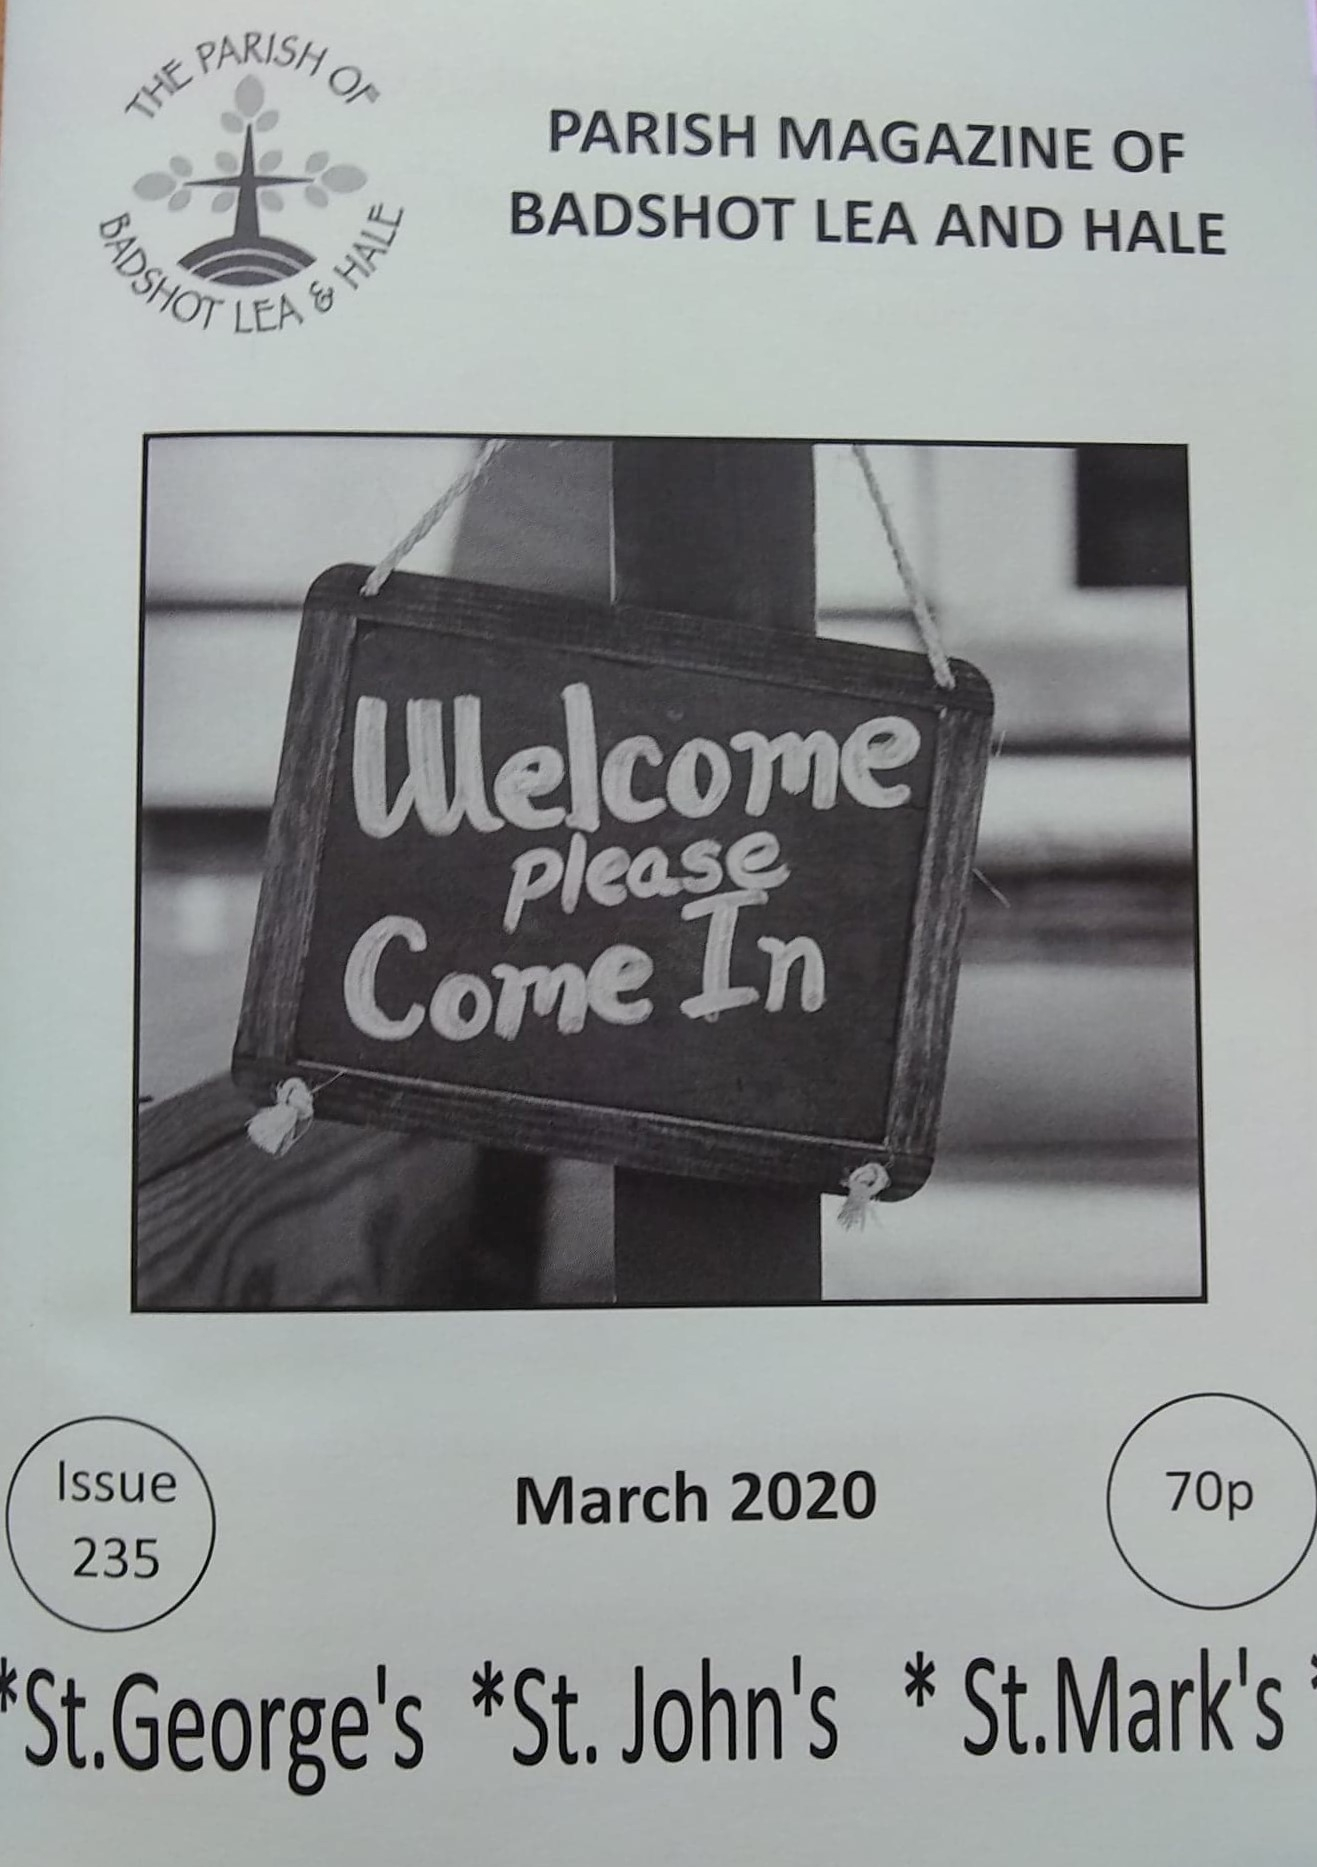 THE PARISH OF
BADSHOT LEA & HALE
PARISH MAGAZINE OF
BADSHOT LEA AND HALE
Welcome
please
Come In
Issue
235
March 2020
70p
*St.George's *St. John's * St.Mark's *